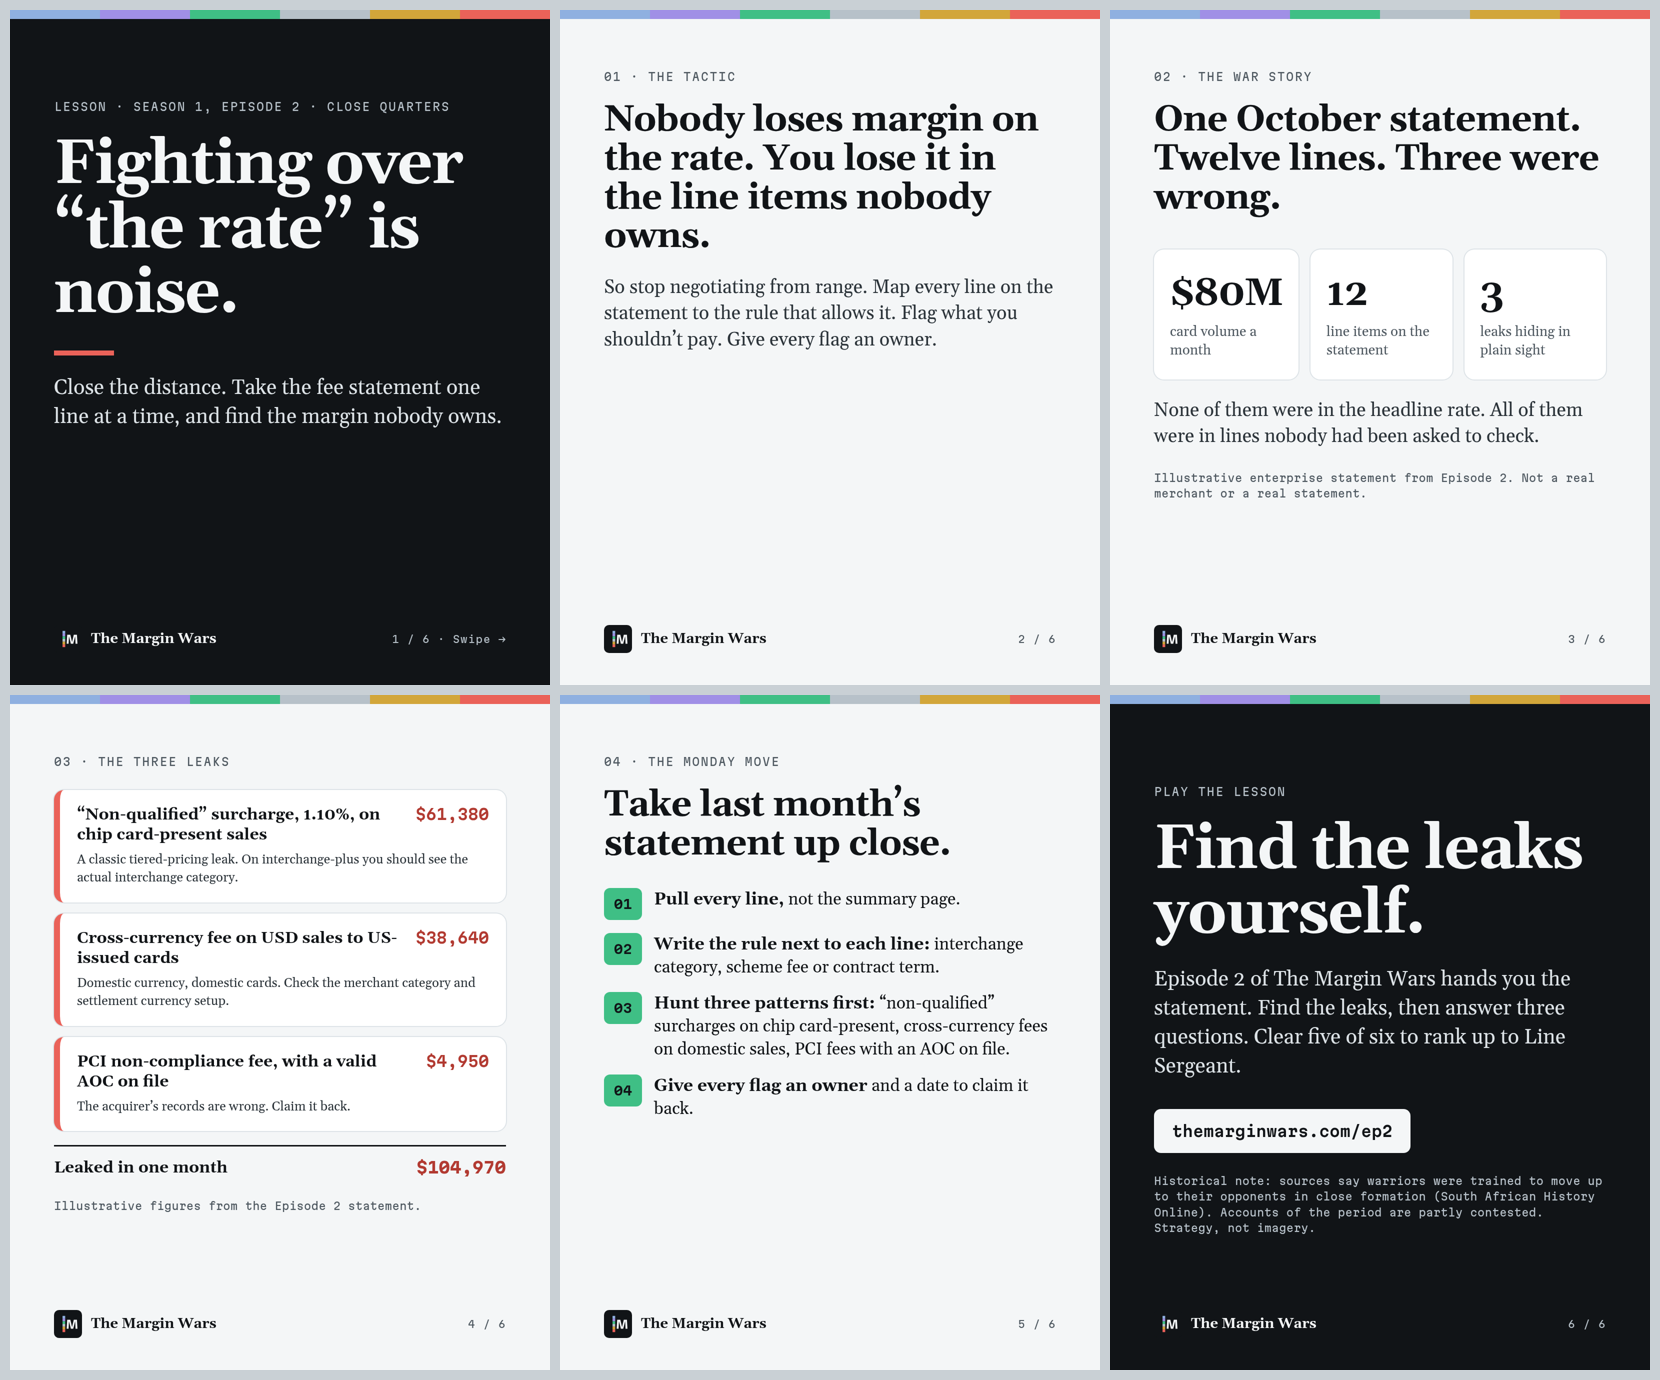 LESSON · SEASON 1, EPISODE 2 · CLOSE QUARTERS
Fighting over
“the rate” is
noise.
Close the distance. Take the fee statement one
line at a time, and find the margin nobody owns.
M The Margin Wars
1 / 6 · Swipe →
01 · THE TACTIC
Nobody loses margin on
the rate. You lose it in
the line items nobody
owns.
So stop negotiating from range. Map every line on the
statement to the rule that allows it. Flag what you
shouldn’t pay. Give every flag an owner.
M The Margin Wars
2 / 6
02 · THE WAR STORY
One October statement.
Twelve lines. Three were
wrong.
$80M
card volume a
month
12
line items on the
statement
3
leaks hiding in
plain sight
None of them were in the headline rate. All of them
were in lines nobody had been asked to check.
Illustrative enterprise statement from Episode 2. Not a real
merchant or a real statement.
M The Margin Wars
3 / 6
03 · THE THREE LEAKS
“Non-qualified” surcharge, 1.10%, on
chip card-present sales
$61,380
A classic tiered-pricing leak. On interchange-plus you should see the
actual interchange category.
Cross-currency fee on USD sales to US-
issued cards
$38,640
Domestic currency, domestic cards. Check the merchant category and
settlement currency setup.
PCI non-compliance fee, with a valid
AOC on file
$4,950
The acquirer’s records are wrong. Claim it back.
Leaked in one month
$104,970
Illustrative figures from the Episode 2 statement.
M The Margin Wars
4 / 6
04 · THE MONDAY MOVE
Take last month’s
statement up close.
01 Pull every line, not the summary page.
02 Write the rule next to each line: interchange
category, scheme fee or contract term.
03 Hunt three patterns first: “non-qualified”
surcharges on chip card-present, cross-currency fees
on domestic sales, PCI fees with an AOC on file.
04 Give every flag an owner and a date to claim it
back.
M The Margin Wars
5 / 6
PLAY THE LESSON
Find the leaks
yourself.
Episode 2 of The Margin Wars hands you the
statement. Find the leaks, then answer three
questions. Clear five of six to rank up to Line
Sergeant.
themarginwars.com/ep2
Historical note: sources say warriors were trained to move up
to their opponents in close formation (South African History
Online). Accounts of the period are partly contested.
Strategy, not imagery.
M The Margin Wars
6 / 6